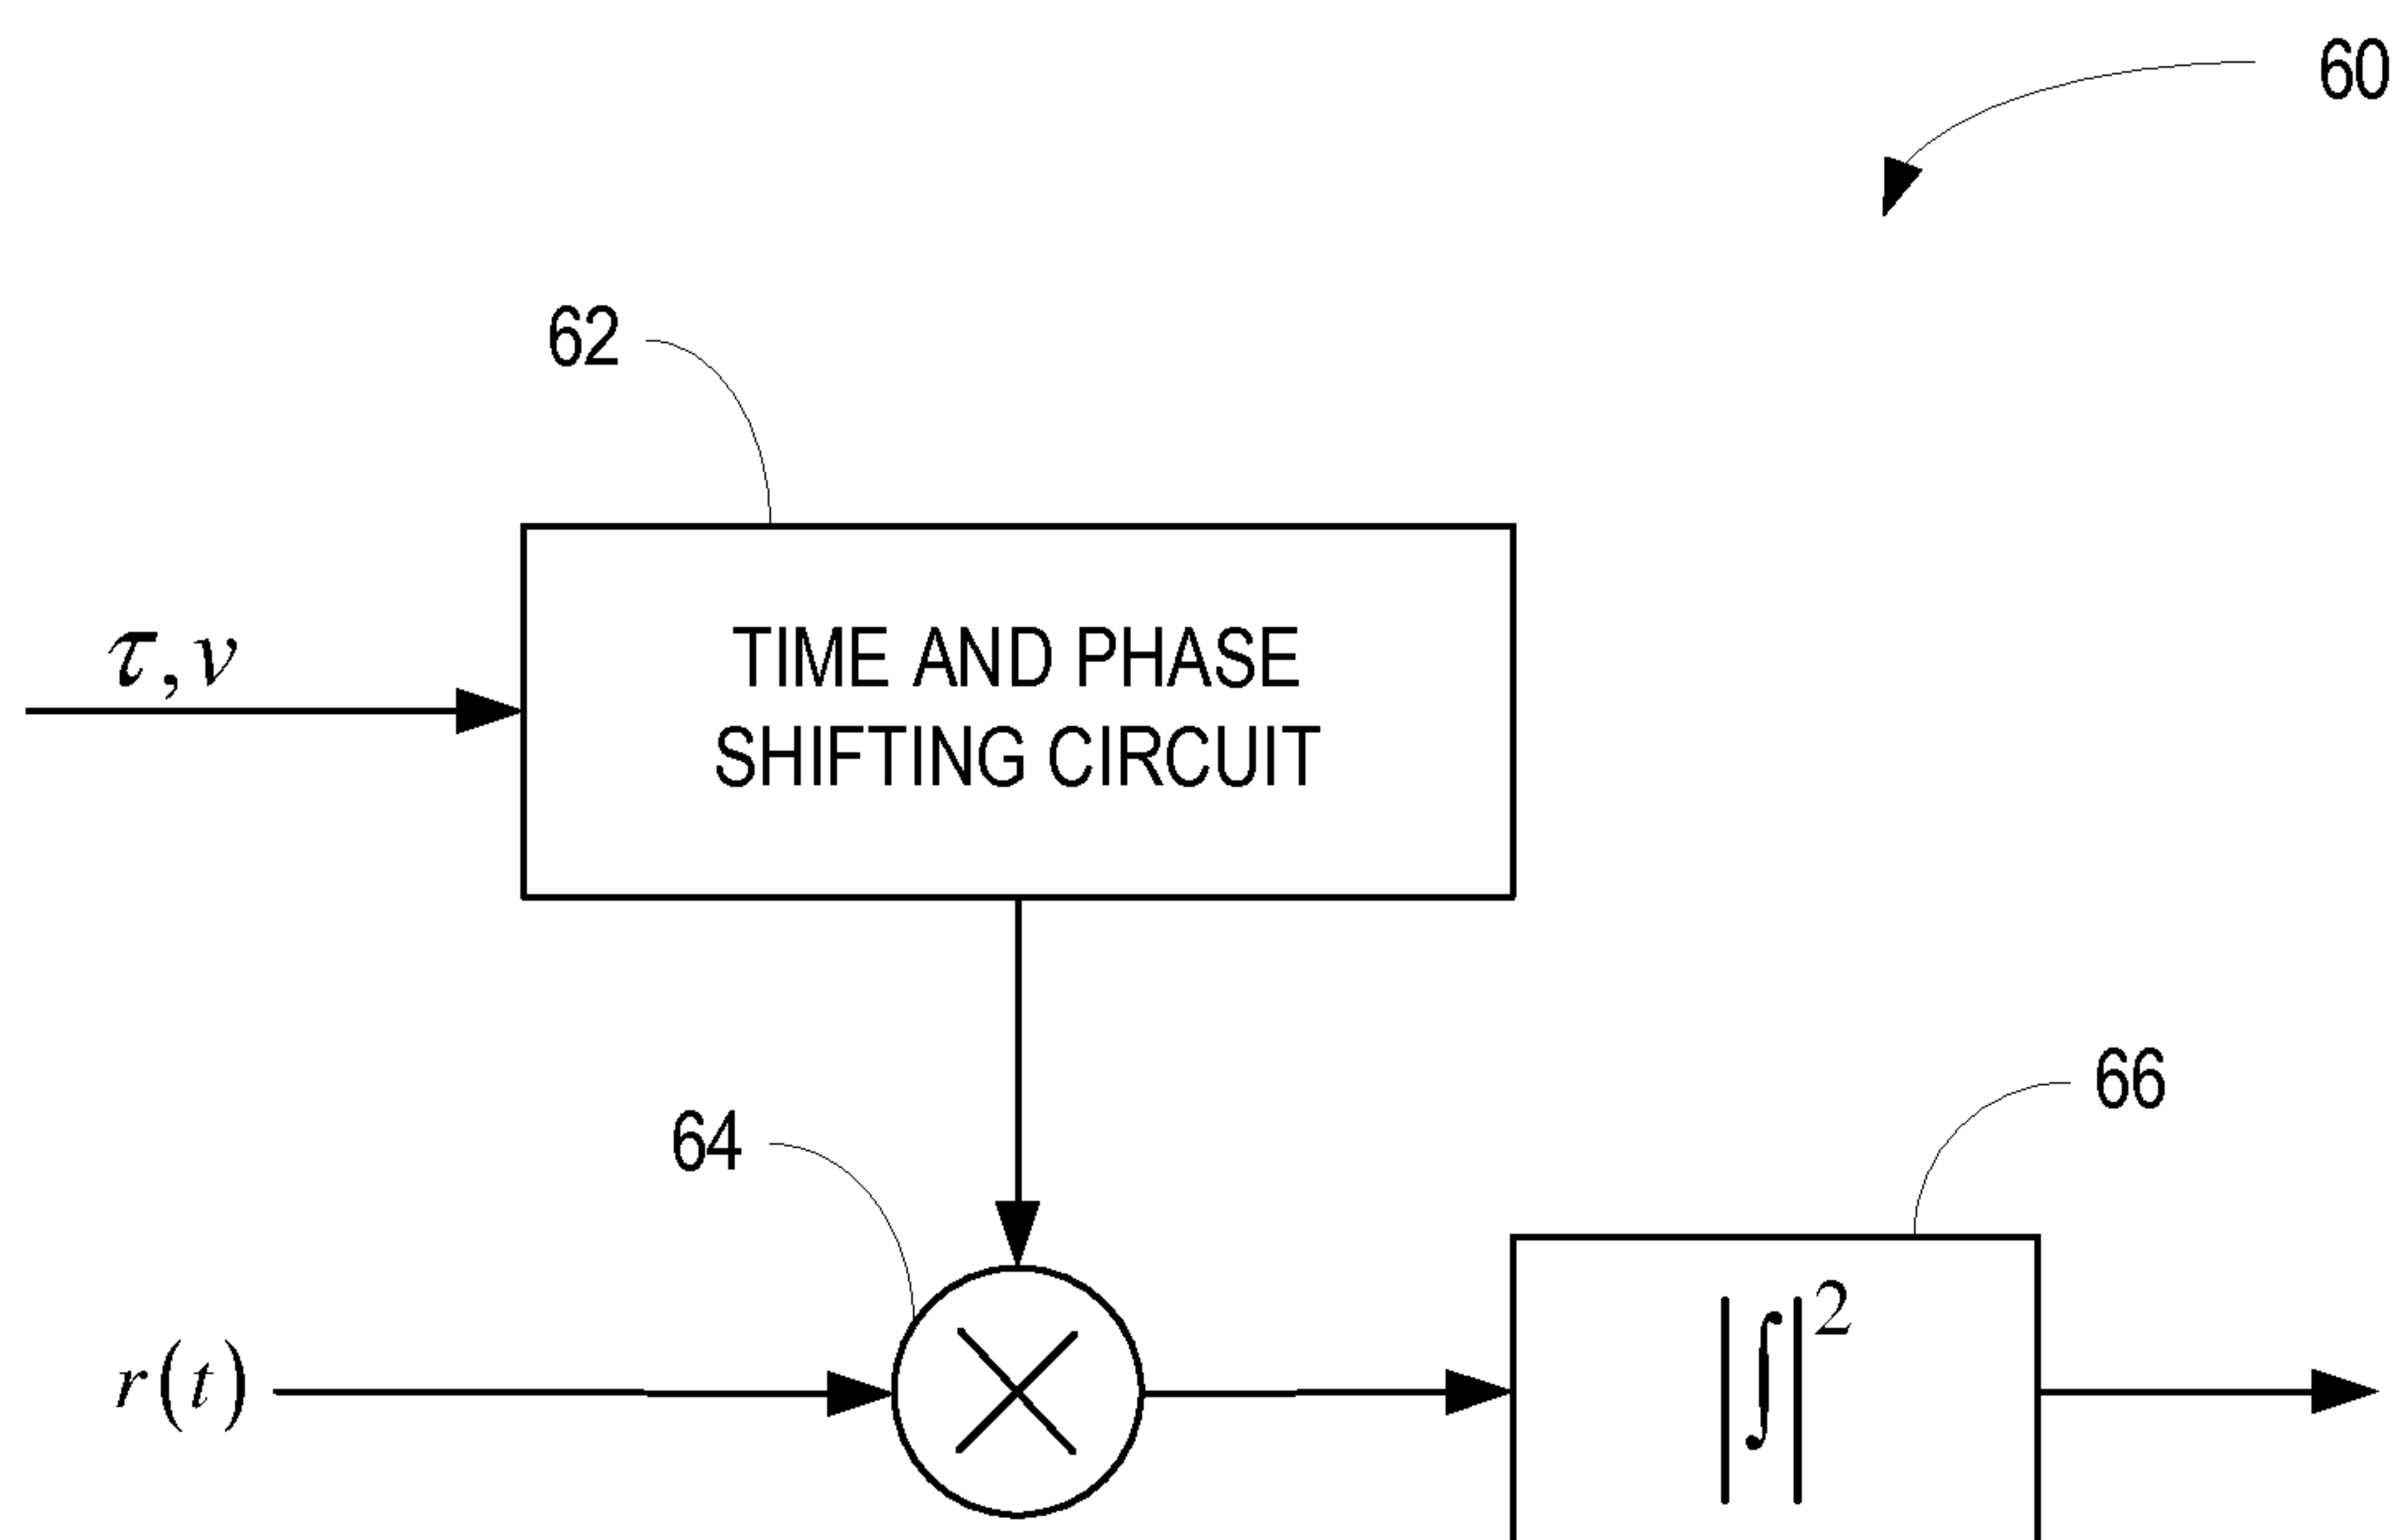 60
62
τ,ν
TIME AND PHASE
SHIFTING CIRCUIT
66
64
|∫|²
r(t)